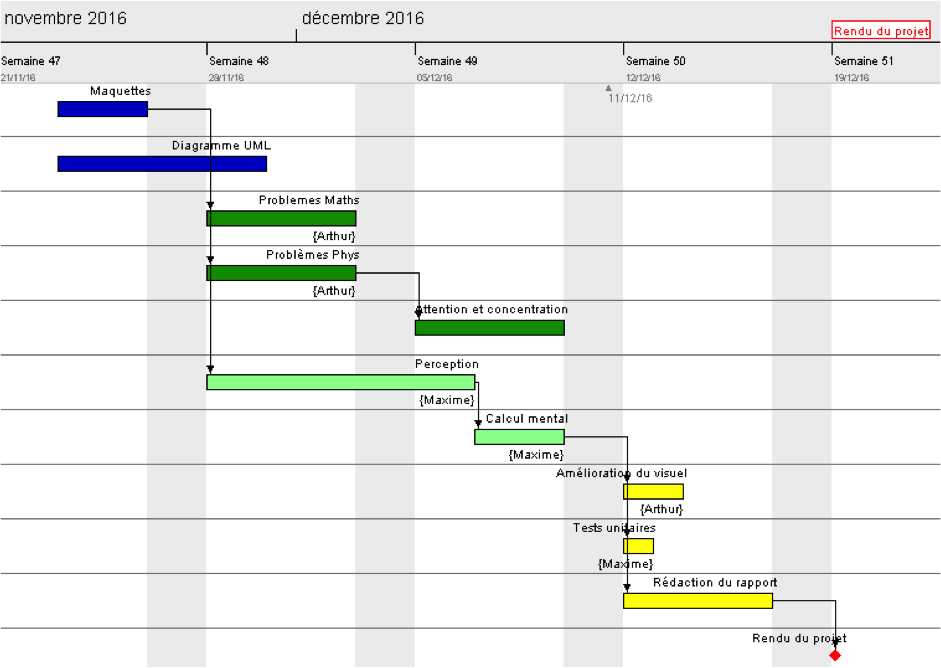 novembre 2016
décembre 2016
Rendu du projet
Semaine 47
Semaine 48
Semaine 49
Semaine 50
Semaine 51
21/11/16
28/11/16
05/12/16
12/12/16
19/12/16
11/12/16
Maquettes
Diagramme UML
Problemes Maths
{Arthur}
Problèmes Phys
{Arthur}
Attention et concentration
Perception
{Maxime}
Calcul mental
{Maxime}
Amélioration du visuel
{Arthur}
Tests unitaires
{Maxime}
Rédaction du rapport
Rendu du projet